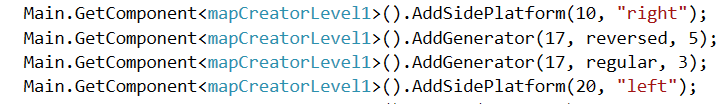 Main.GetComponent<mapCreatorLevel1>().AddSidePlatform(10, "right");
Main.GetComponent<mapCreatorLevel1>().AddGenerator(17, reversed, 5);
Main.GetComponent<mapCreatorLevel1>().AddGenerator(17, regular, 3);
Main.GetComponent<mapCreatorLevel1>().AddSidePlatform(20, "left");